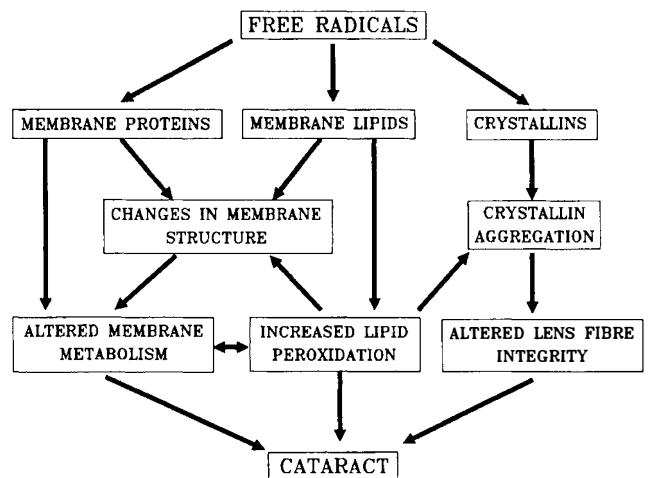 FREE RADICALS
MEMBRANE PROTEINS
MEMBRANE LIPIDS
CRYSTALLINS
CHANGES IN MEMBRANE
STRUCTURE
CRYSTALLIN
AGGREGATION
ALTERED MEMBRANE
METABOLISM
INCREASED LIPID
PEROXIDATION
ALTERED LENS FIBRE
INTEGRITY
CATARACT